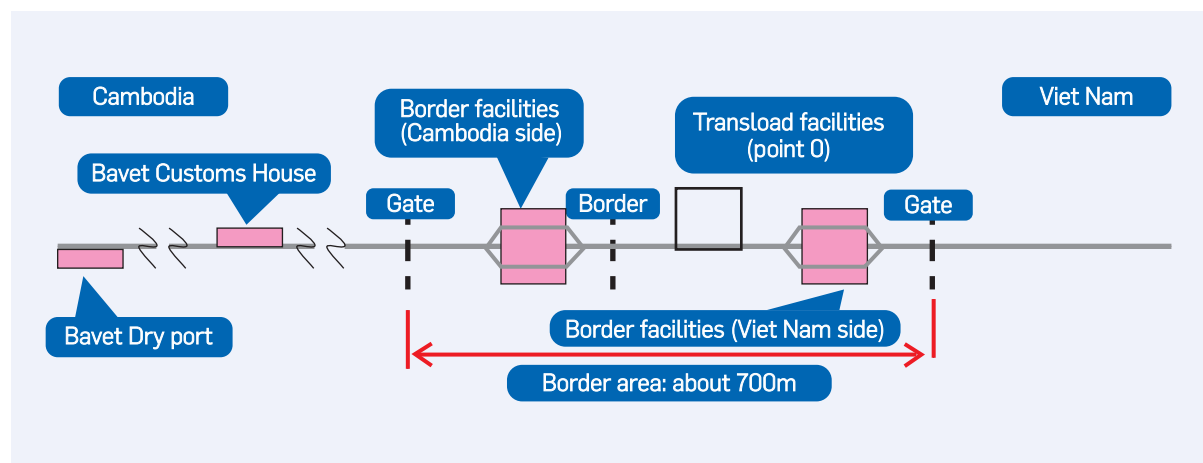 Cambodia
Viet Nam
Border facilities
(Cambodia side)
Transload facilities
(point 0)
Bavet Customs House
Gate
Border
Gate
Bavet Dry port
Border facilities (Viet Nam side)
Border area: about 700m